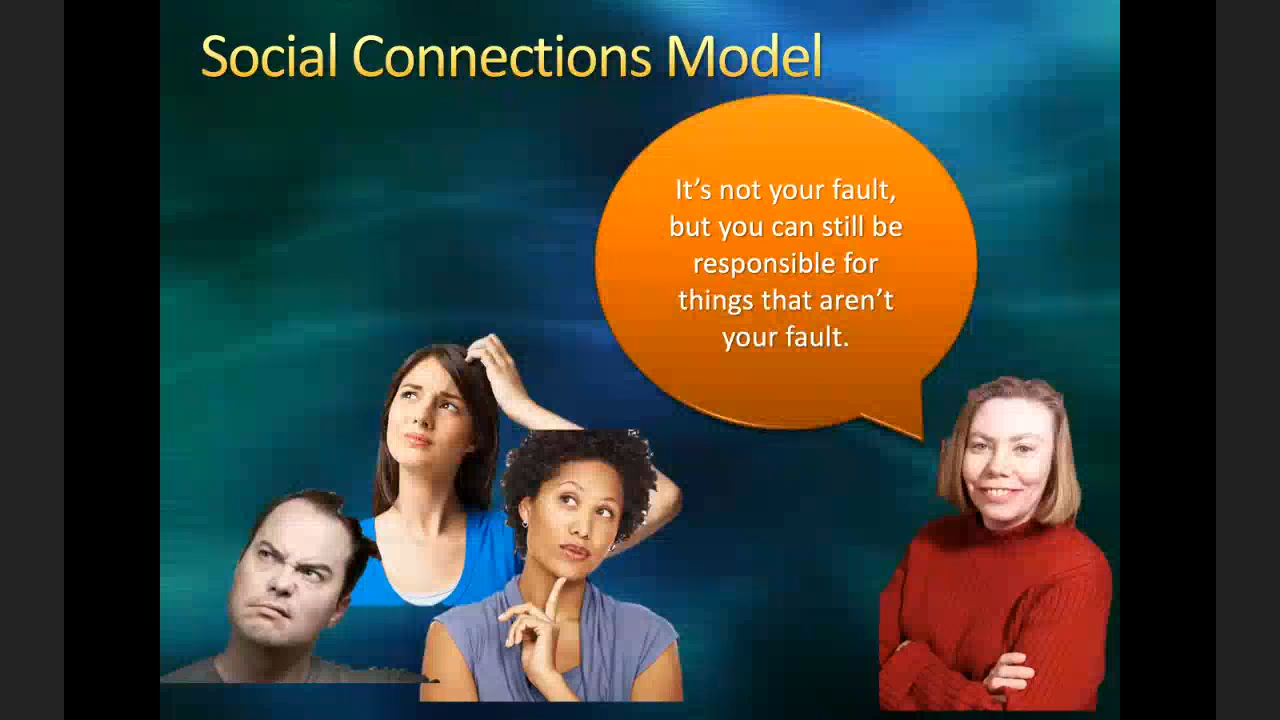 Social Connections Model
It’s not your fault,
but you can still be
responsible for
things that aren’t
your fault.